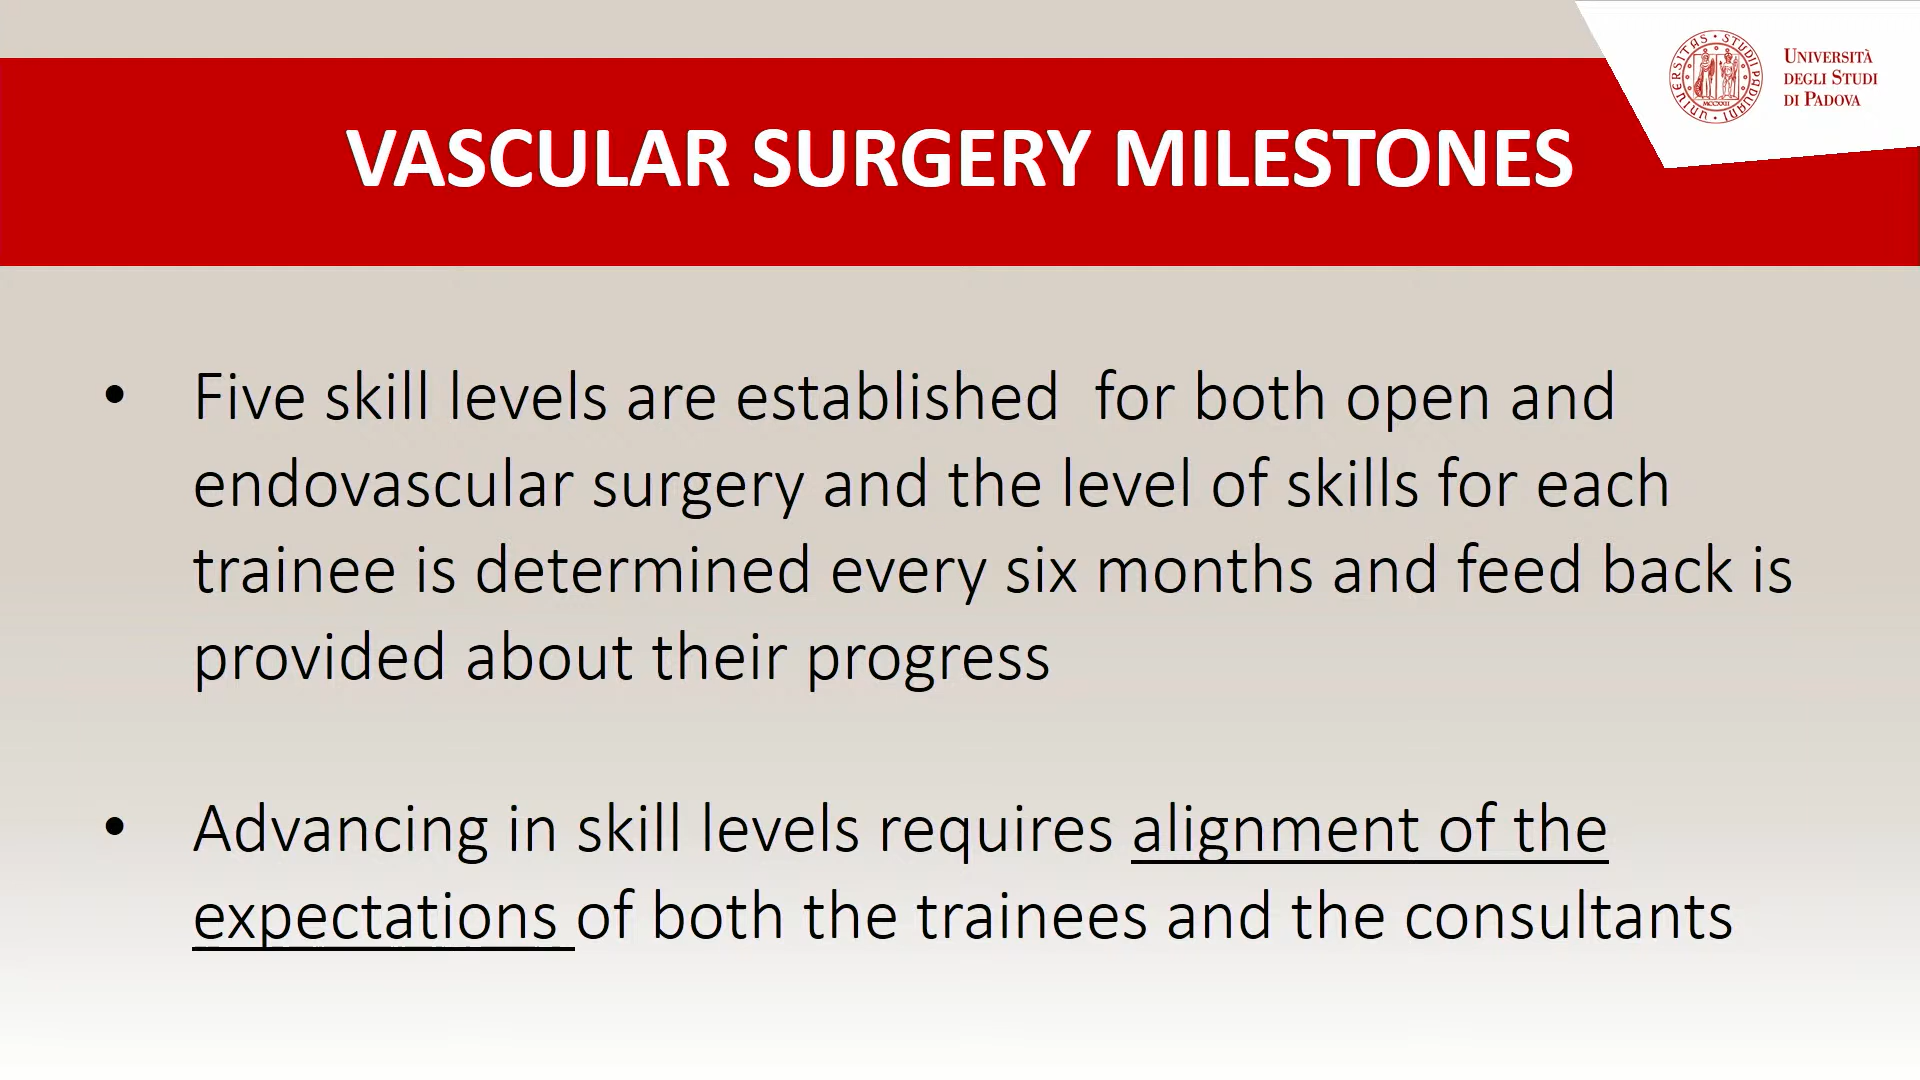 UNIVERSITÀ
DEGLI STUDI
DI PADOVA
VASCULAR SURGERY MILESTONES
• Five skill levels are established  for both open and
endovascular surgery and the level of skills for each
trainee is determined every six months and feed back is
provided about their progress
• Advancing in skill levels requires alignment of the
expectations of both the trainees and the consultants